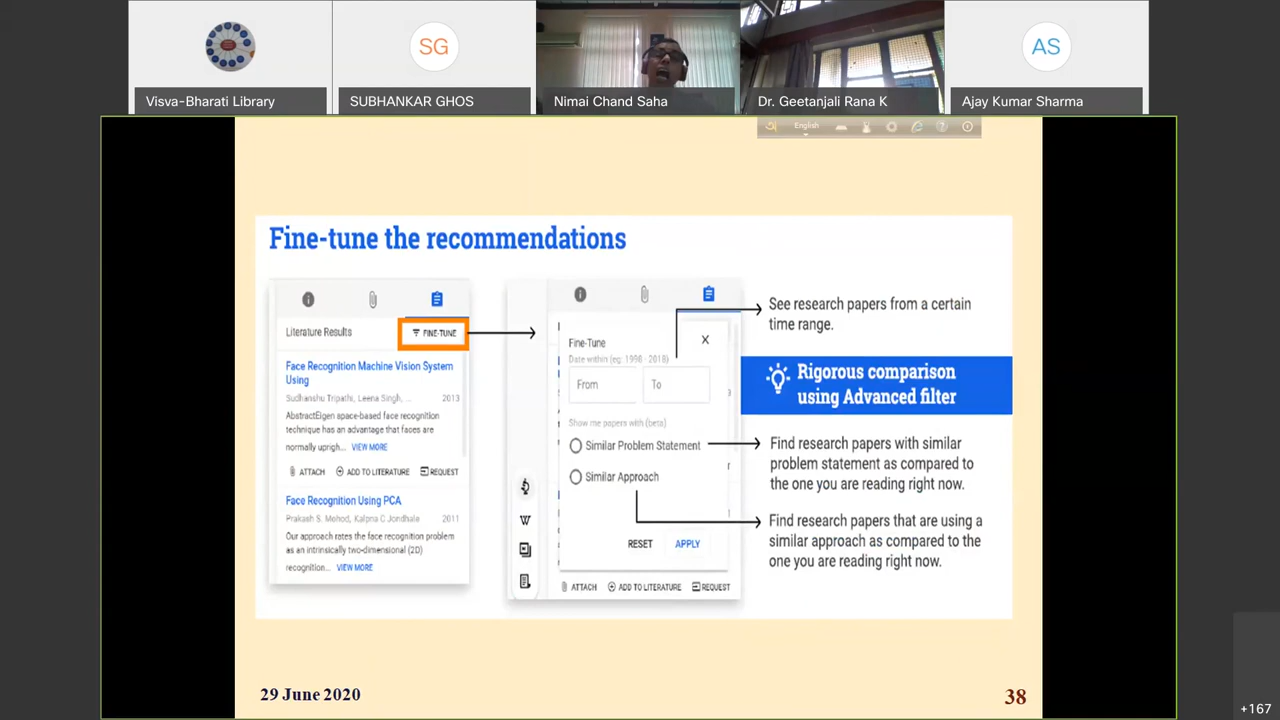 SG
AS
Visva-Bharati Library
SUBHANKAR GHOS
Nimai Chand Saha
Dr. Geetanjali Rana K
Ajay Kumar Sharma
English
Fine-tune the recommendations
Literature Results
FINE-TUNE
Face Recognition Machine Vision System
Using
Sudhanshu Tripathi, Leena Singh, ... 2013
AbstractEigen space-based face recognition
technique has an advantage that faces are
normally uprigh... VIEW MORE
ATTACH ADD TO LITERATURE REQUEST
Face Recognition Using PCA
Prakash S. Mohod, Kalpna C Jondhale 2011
Our approach rates the face recognition problem
as an intrinsically two-dimensional (2D)
recognition... VIEW MORE
Fine-Tune
X
Date within (eg: 1998 - 2018)
From To
Show me papers with (beta)
Similar Problem Statement
Similar Approach
RESET APPLY
W
ATTACH ADD TO LITERATURE REQUEST
See research papers from a certain
time range.
Rigorous comparison
using Advanced filter
Find research papers with similar
problem statement as compared to
the one you are reading right now.
Find research papers that are using a
similar approach as compared to the
one you are reading right now.
29 June 2020
38
+167